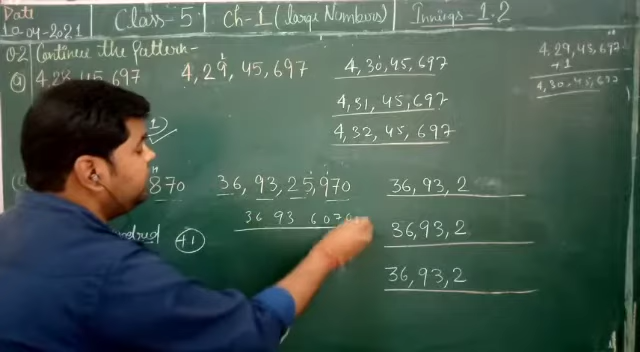 Date
Class-5
Ch-1 (large Numbers)
Innings-1.2
-04-2021
Q2 Continue the Pattern-
4,28,45,697
4,29,45,697
4,30,45,697
4,29,45,697
+1
4,30,45,697
4,31,45,697
4,32,45,697
870
36,93,25,970
36,93,2
36 93 6070
36,93,2
+1
36,93,2